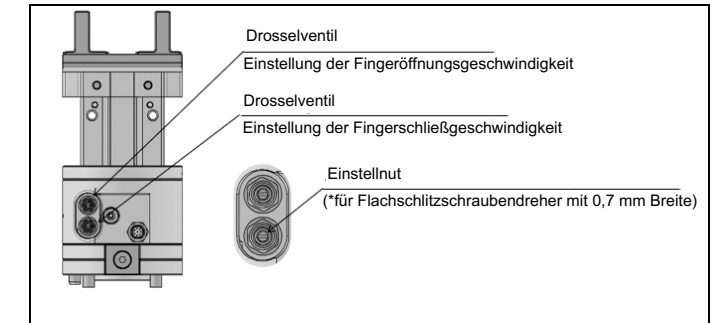 Drosselventil
Einstellung der Fingeröffnungsgeschwindigkeit
Drosselventil
Einstellung der Fingerschließgeschwindigkeit
Einstellnut
(*für Flachschlitzschraubendreher mit 0,7 mm Breite)